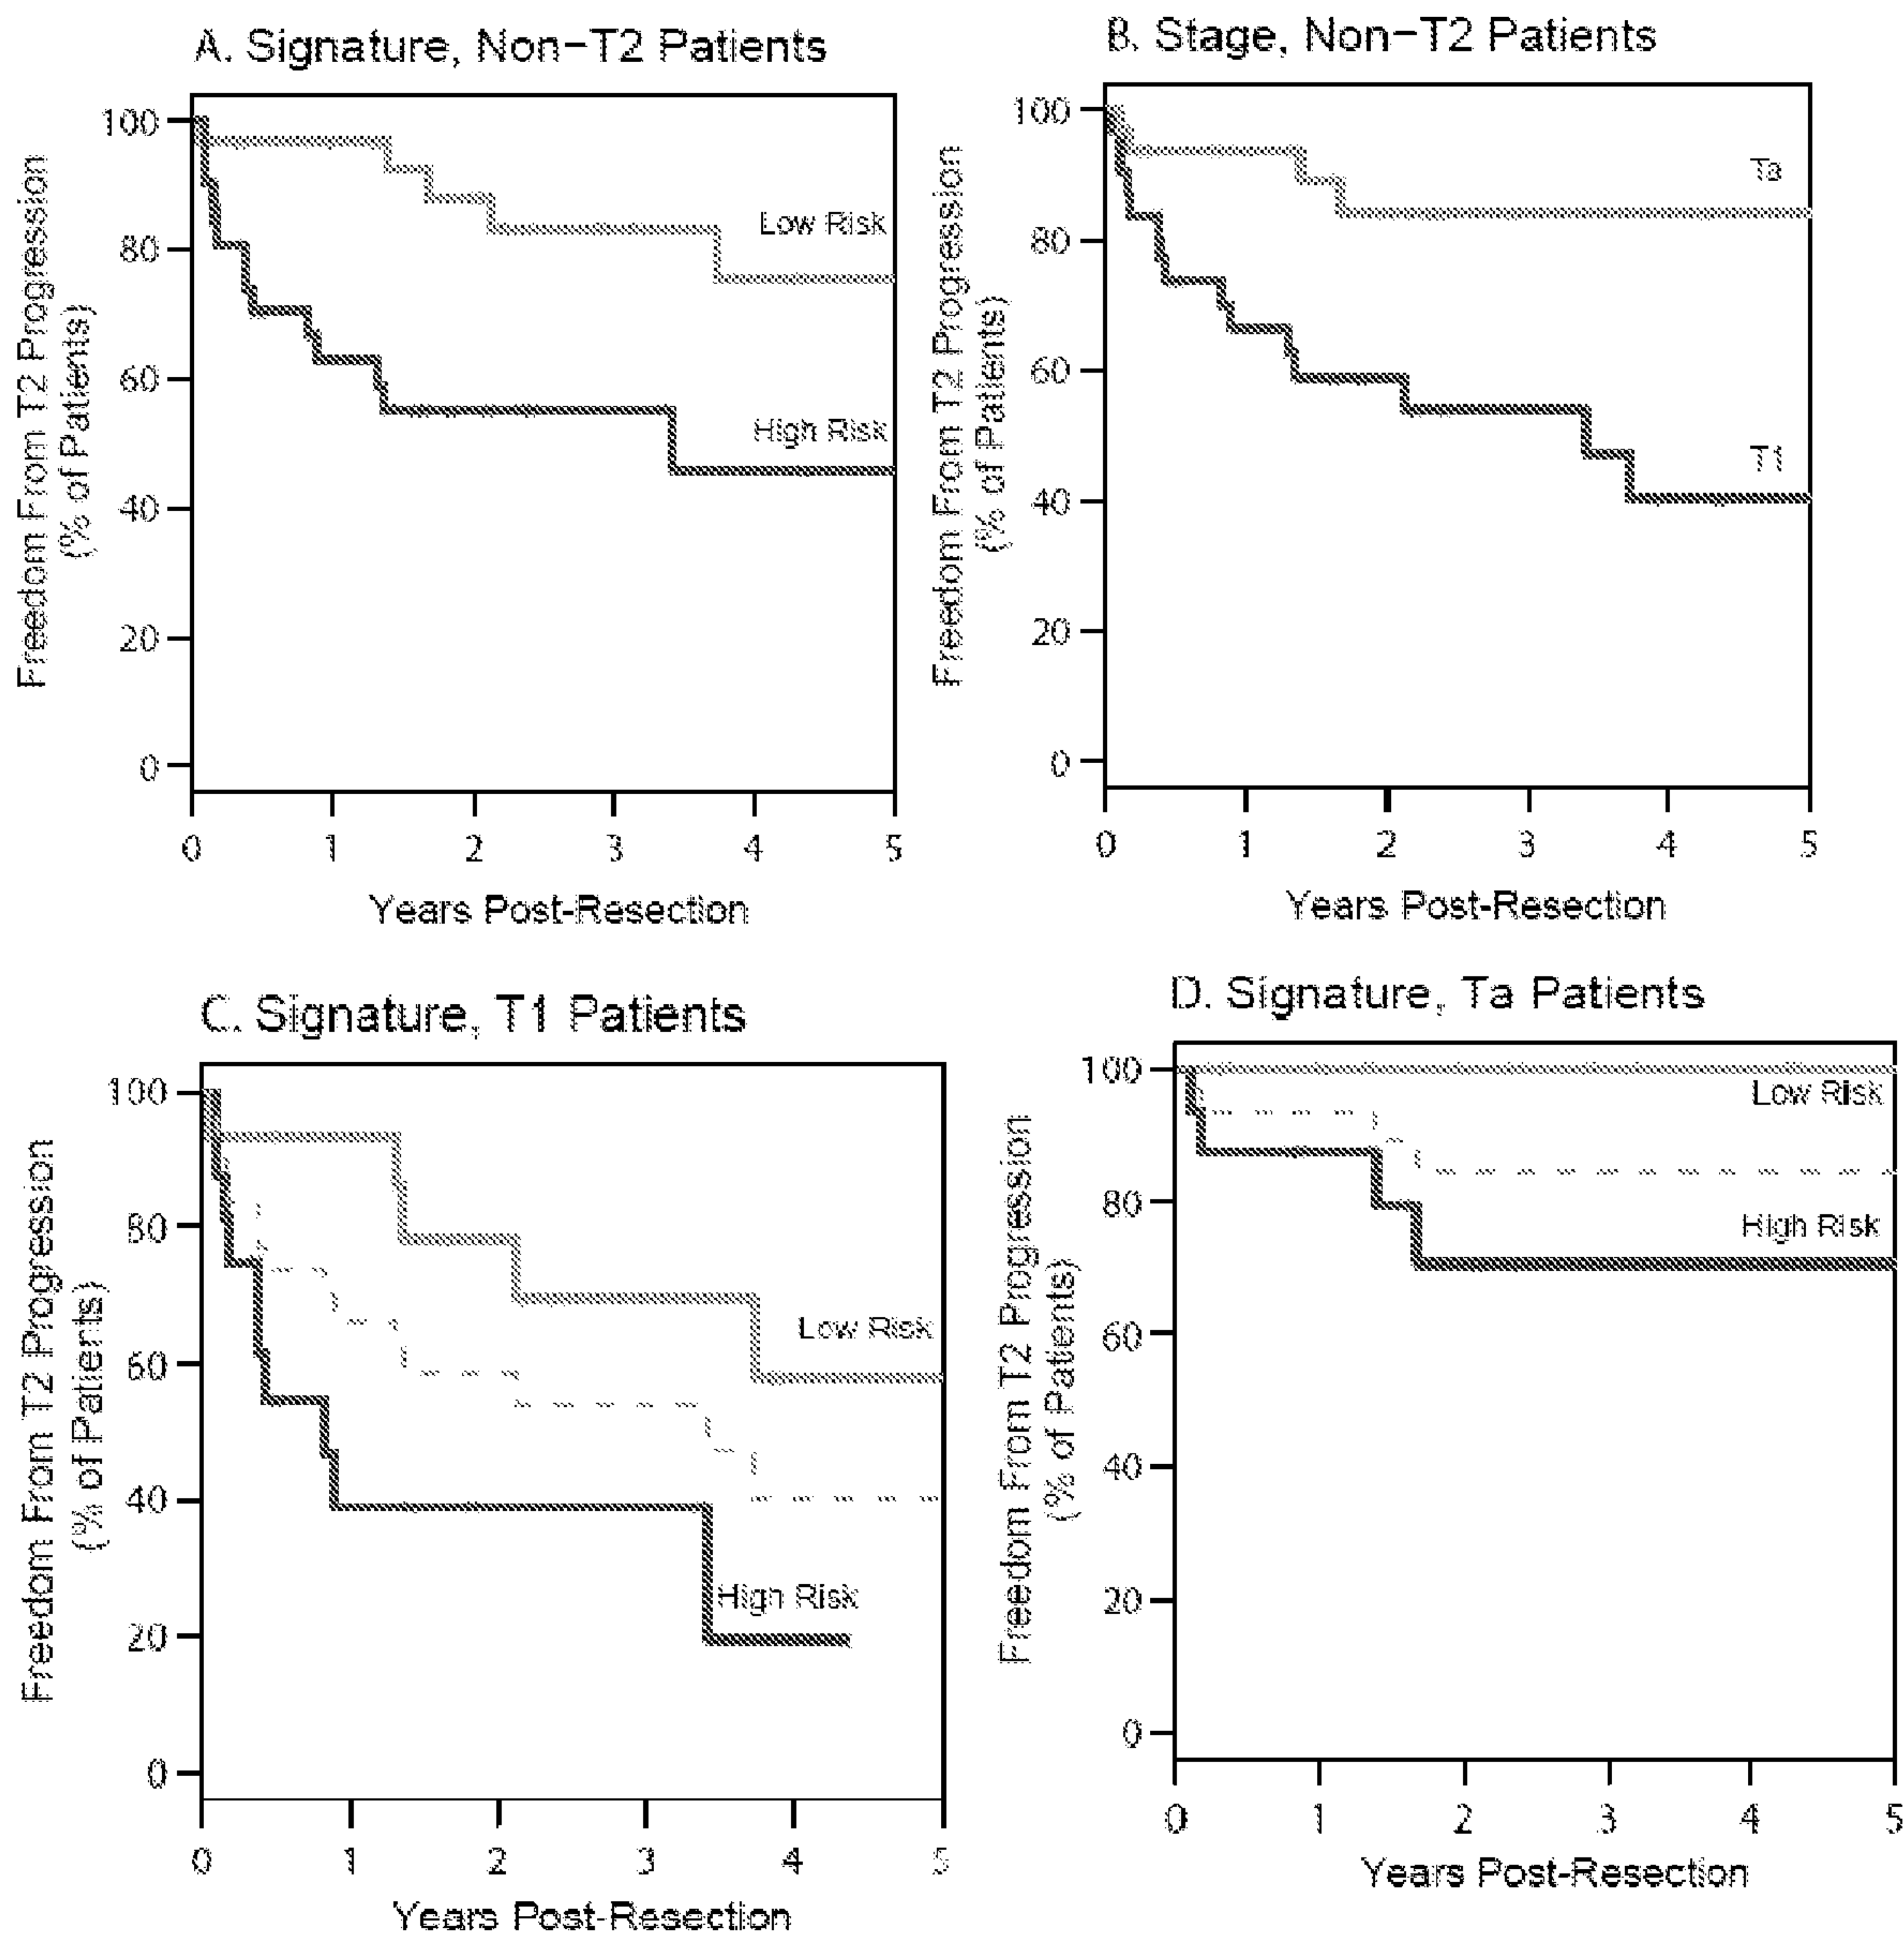 A. Signature, Non-T2 Patients
Freedom From T2 Progression
(% of Patients)
100
80
60
40
20
0
Low Risk
High Risk
0 1 2 3 4 5
Years Post-Resection
B. Stage, Non-T2 Patients
Freedom From T2 Progression
(% of Patients)
100
80
60
40
20
0
Ta
T1
0 1 2 3 4 5
Years Post-Resection
C. Signature, T1 Patients
Freedom From T2 Progression
(% of Patients)
100
80
60
40
20
0
Low Risk
High Risk
0 1 2 3 4 5
Years Post-Resection
D. Signature, Ta Patients
Freedom From T2 Progression
(% of Patients)
100
80
60
40
20
0
Low Risk
High Risk
0 1 2 3 4 5
Years Post-Resection